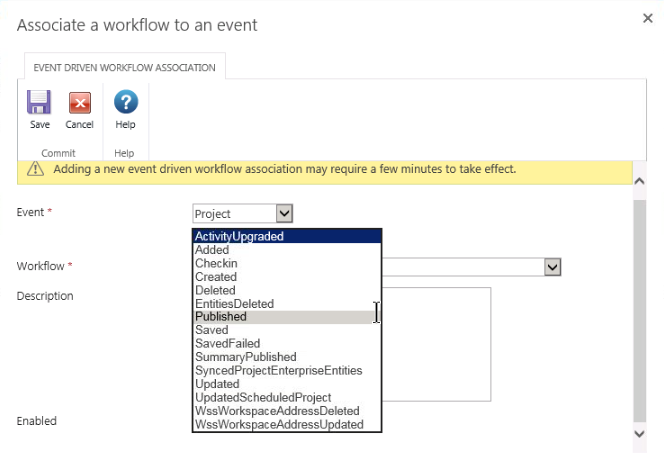 Associate a workflow to an event
EVENT DRIVEN WORKFLOW ASSOCIATION
Save Cancel Help
Commit Help
Adding a new event driven workflow association may require a few minutes to take effect.
Event * Project
ActivityUpgraded
Added
Checkin
Workflow *
Created
Deleted
Description
EntitiesDeleted
Published
Saved
SavedFailed
SummaryPublished
SyncedProjectEnterpriseEntities
Updated
UpdatedScheduledProject
WssWorkspaceAddressDeleted
Enabled
WssWorkspaceAddressUpdated